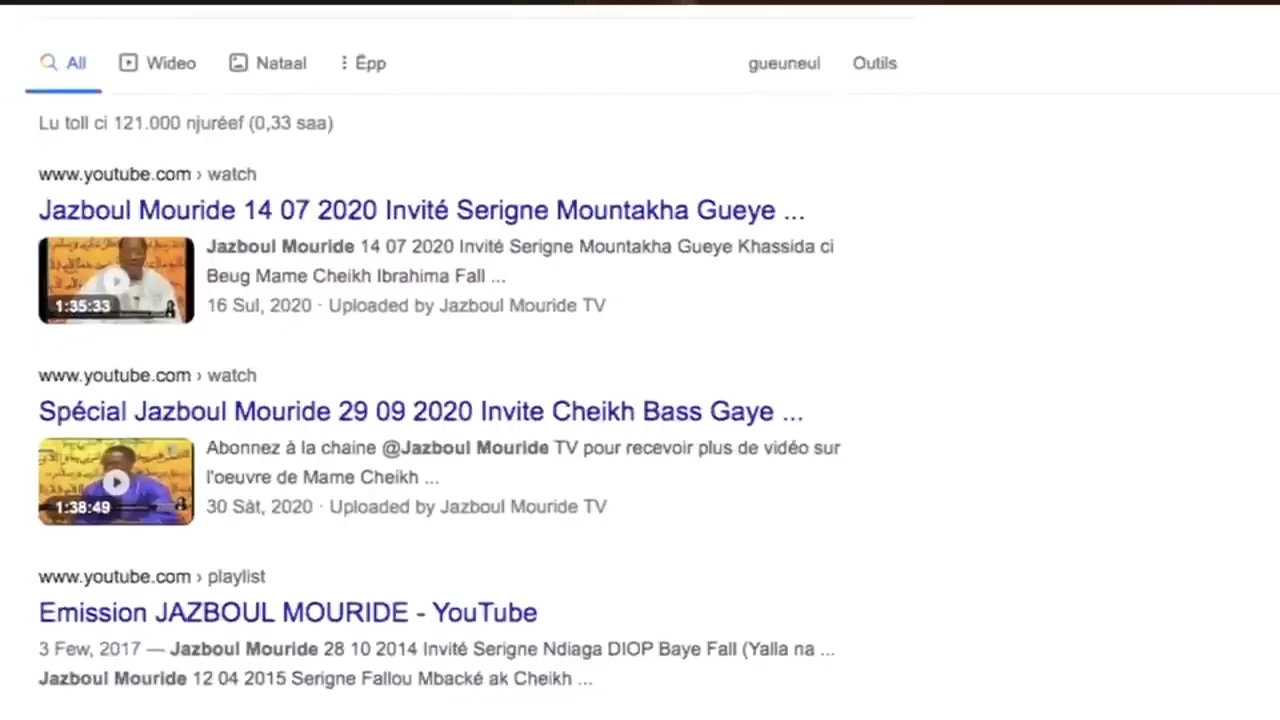 All Wideo Nataal Ëpp gueuneul Outils
Lu toll ci 121.000 njuréef (0,33 saa)
www.youtube.com › watch
Jazboul Mouride 14 07 2020 Invité Serigne Mountakha Gueye ...
Jazboul Mouride 14 07 2020 Invité Serigne Mountakha Gueye Khassida ci
Beug Mame Cheikh Ibrahima Fall ...
1:35:33
16 Sul, 2020 · Uploaded by Jazboul Mouride TV
www.youtube.com › watch
Spécial Jazboul Mouride 29 09 2020 Invite Cheikh Bass Gaye ...
Abonnez à la chaine @Jazboul Mouride TV pour recevoir plus de vidéo sur
l'oeuvre de Mame Cheikh ...
1:38:49
30 Sàt, 2020 · Uploaded by Jazboul Mouride TV
www.youtube.com › playlist
Emission JAZBOUL MOURIDE - YouTube
3 Few, 2017 — Jazboul Mouride 28 10 2014 Invité Serigne Ndiaga DIOP Baye Fall (Yalla na ...
Jazboul Mouride 12 04 2015 Serigne Fallou Mbacké ak Cheikh ...